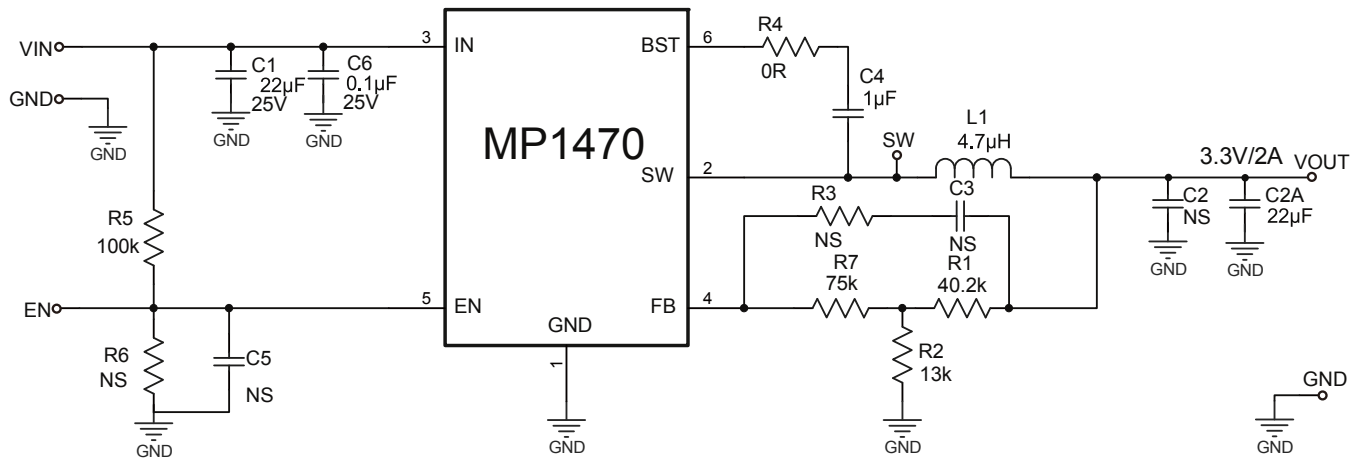 VIN
GND
GND
3
IN
C1
22µF
25V
GND
C6
0.1µF
25V
GND
MP1470
BST
6
R4
0R
C4
1µF
SW
2
SW
L1
4.7µH
3.3V/2A
VOUT
C2
NS
GND
C2A
22µF
GND
R3
NS
C3
NS
R5
100k
EN
5
EN
GND
1
GND
FB
4
R7
75k
R1
40.2k
R2
13k
GND
R6
NS
C5
NS
GND
GND
GND